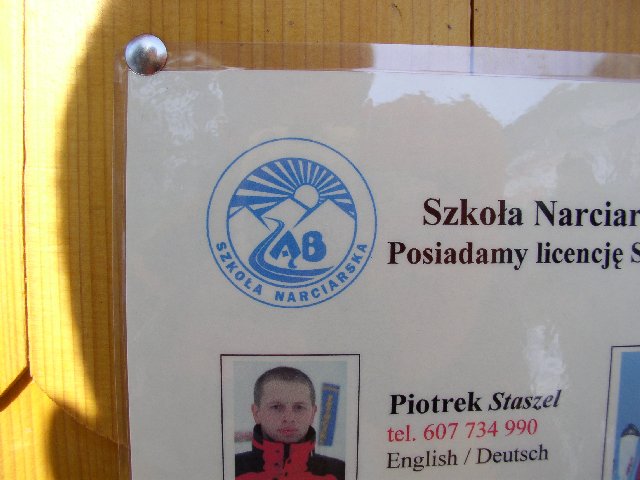 AB
SZKOŁA NARCIARSKA
Szkoła Narciar
Posiadamy licencję S
Piotrek Staszel
tel. 607 734 990
English / Deutsch